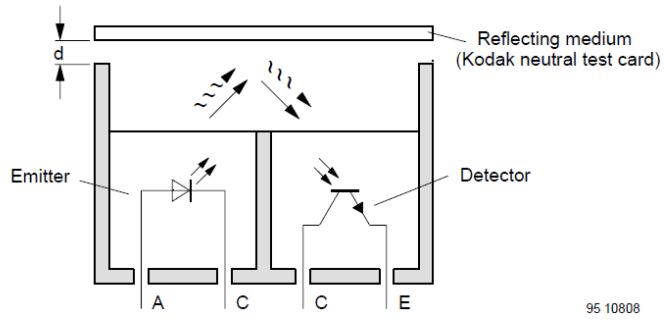 d
Reflecting medium
(Kodak neutral test card)
Emitter
Detector
A
C
C
E
95 10808